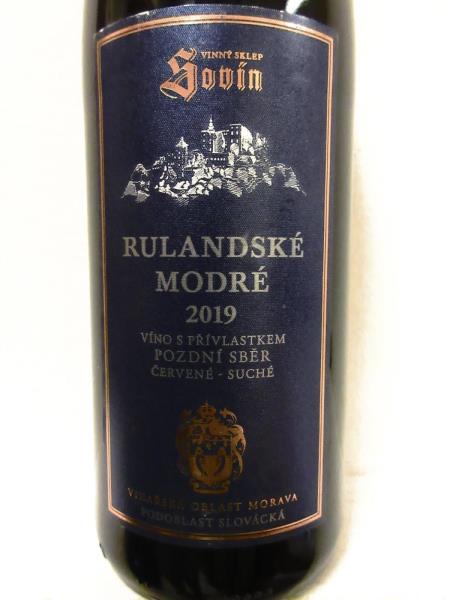 VINNÝ SKLEP
Sovín
RULANDSKÉ
MODRÉ
2019
VÍNO S PŘÍVLASTKEM
POZDNÍ SBĚR
ČERVENÉ - SUCHÉ
VINAŘSKÁ OBLAST MORAVA
PODOBLAST SLOVÁCKÁ